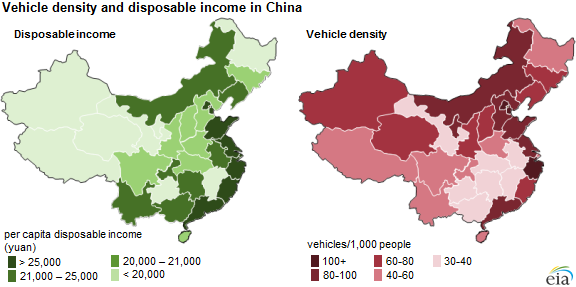 Vehicle density and disposable income in China
Disposable income
Vehicle density
per capita disposable income
(yuan)
> 25,000
20,000 – 21,000
21,000 – 25,000
< 20,000
vehicles/1,000 people
100+
60-80
30-40
80-100
40-60
eia